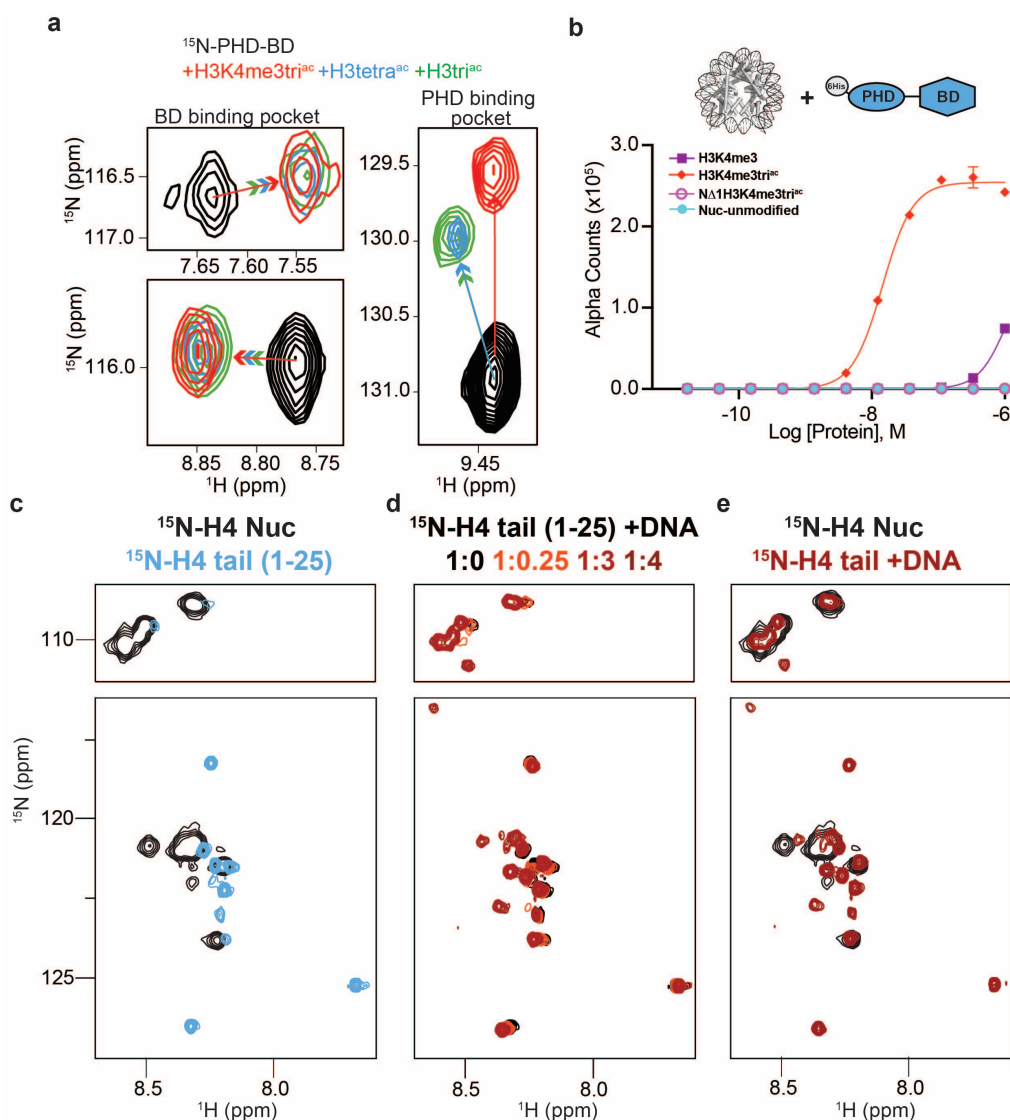 a
¹⁵N-PHD-BD
+H3K4me3triᵃᶜ +H3tetraᵃᶜ +H3triᵃᶜ
BD binding pocket
PHD binding
pocket
¹⁵N (ppm)
116.5
117.0
7.65 7.60 7.55
¹⁵N (ppm)
116.0
8.85 8.80 8.75
¹H (ppm)
129.5
130.0
130.5
131.0
9.45
¹H (ppm)
b
6His
+
PHD
BD
Alpha Counts (x10⁵)
3.0
2.0
1.0
0.0
H3K4me3
H3K4me3triᵃᶜ
NΔ1H3K4me3triᵃᶜ
Nuc-unmodified
-10 -8 -6
Log [Protein], M
c
¹⁵N-H4 Nuc
¹⁵N-H4 tail (1-25)
110
120
125
¹⁵N (ppm)
8.5 8.0
¹H (ppm)
d
¹⁵N-H4 tail (1-25) +DNA
1:0 1:0.25 1:3 1:4
8.5 8.0
¹H (ppm)
e
¹⁵N-H4 Nuc
¹⁵N-H4 tail +DNA
8.5 8.0
¹H (ppm)